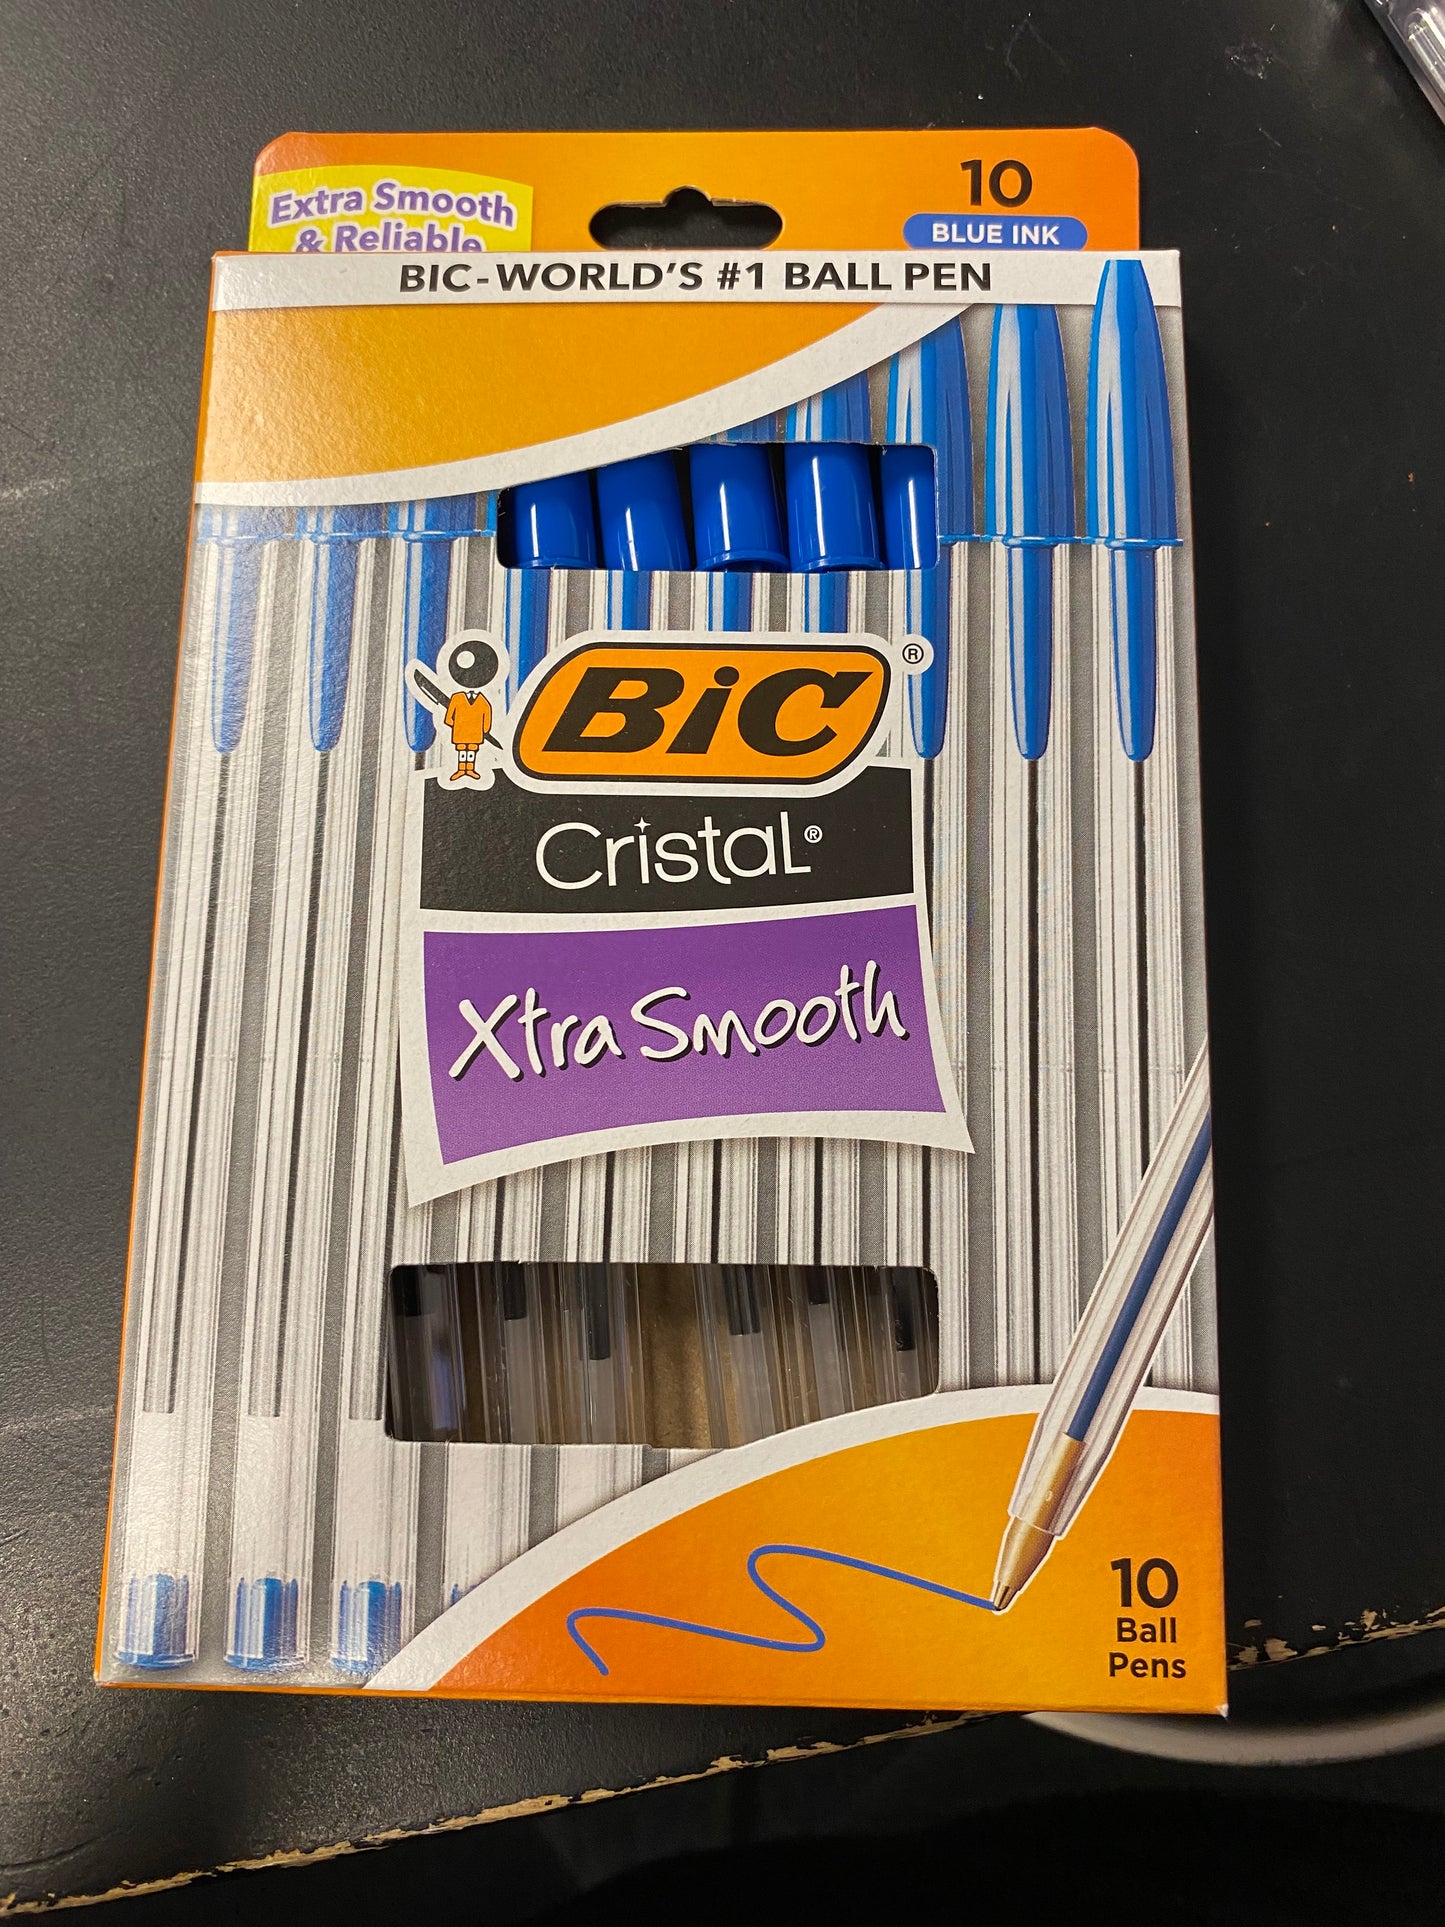 Extra Smooth
& Reliable
10
BLUE INK
BIC-WORLD'S #1 BALL PEN
BiC®
Cristal®
Xtra Smooth
10
Ball
Pens